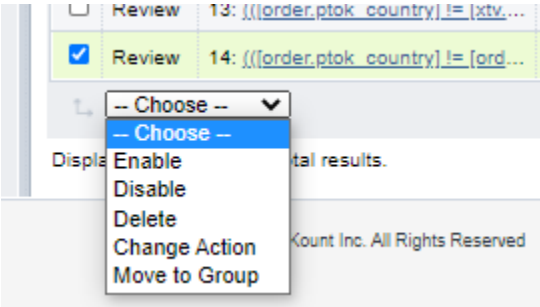 Review 13: (([order.ptok_country] != [xtv....
Review 14: (([order.ptok_country] != [ord...
-- Choose --
-- Choose --
Enable
Disable
Delete
Change Action
Move to Group
Displa
tal results.
Kount Inc. All Rights Reserved